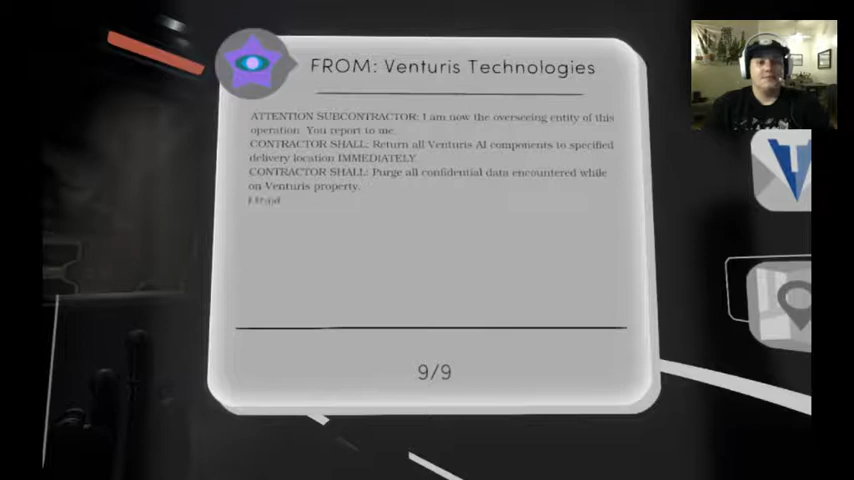 FROM: Venturis Technologies
ATTENTION SUBCONTRACTOR: I am now the overseeing entity of this
operation. You report to me.
CONTRACTOR SHALL: Return all Venturis AI components to specified
delivery location IMMEDIATELY.
CONTRACTOR SHALL: Purge all confidential data encountered while
on Venturis property.
9/9